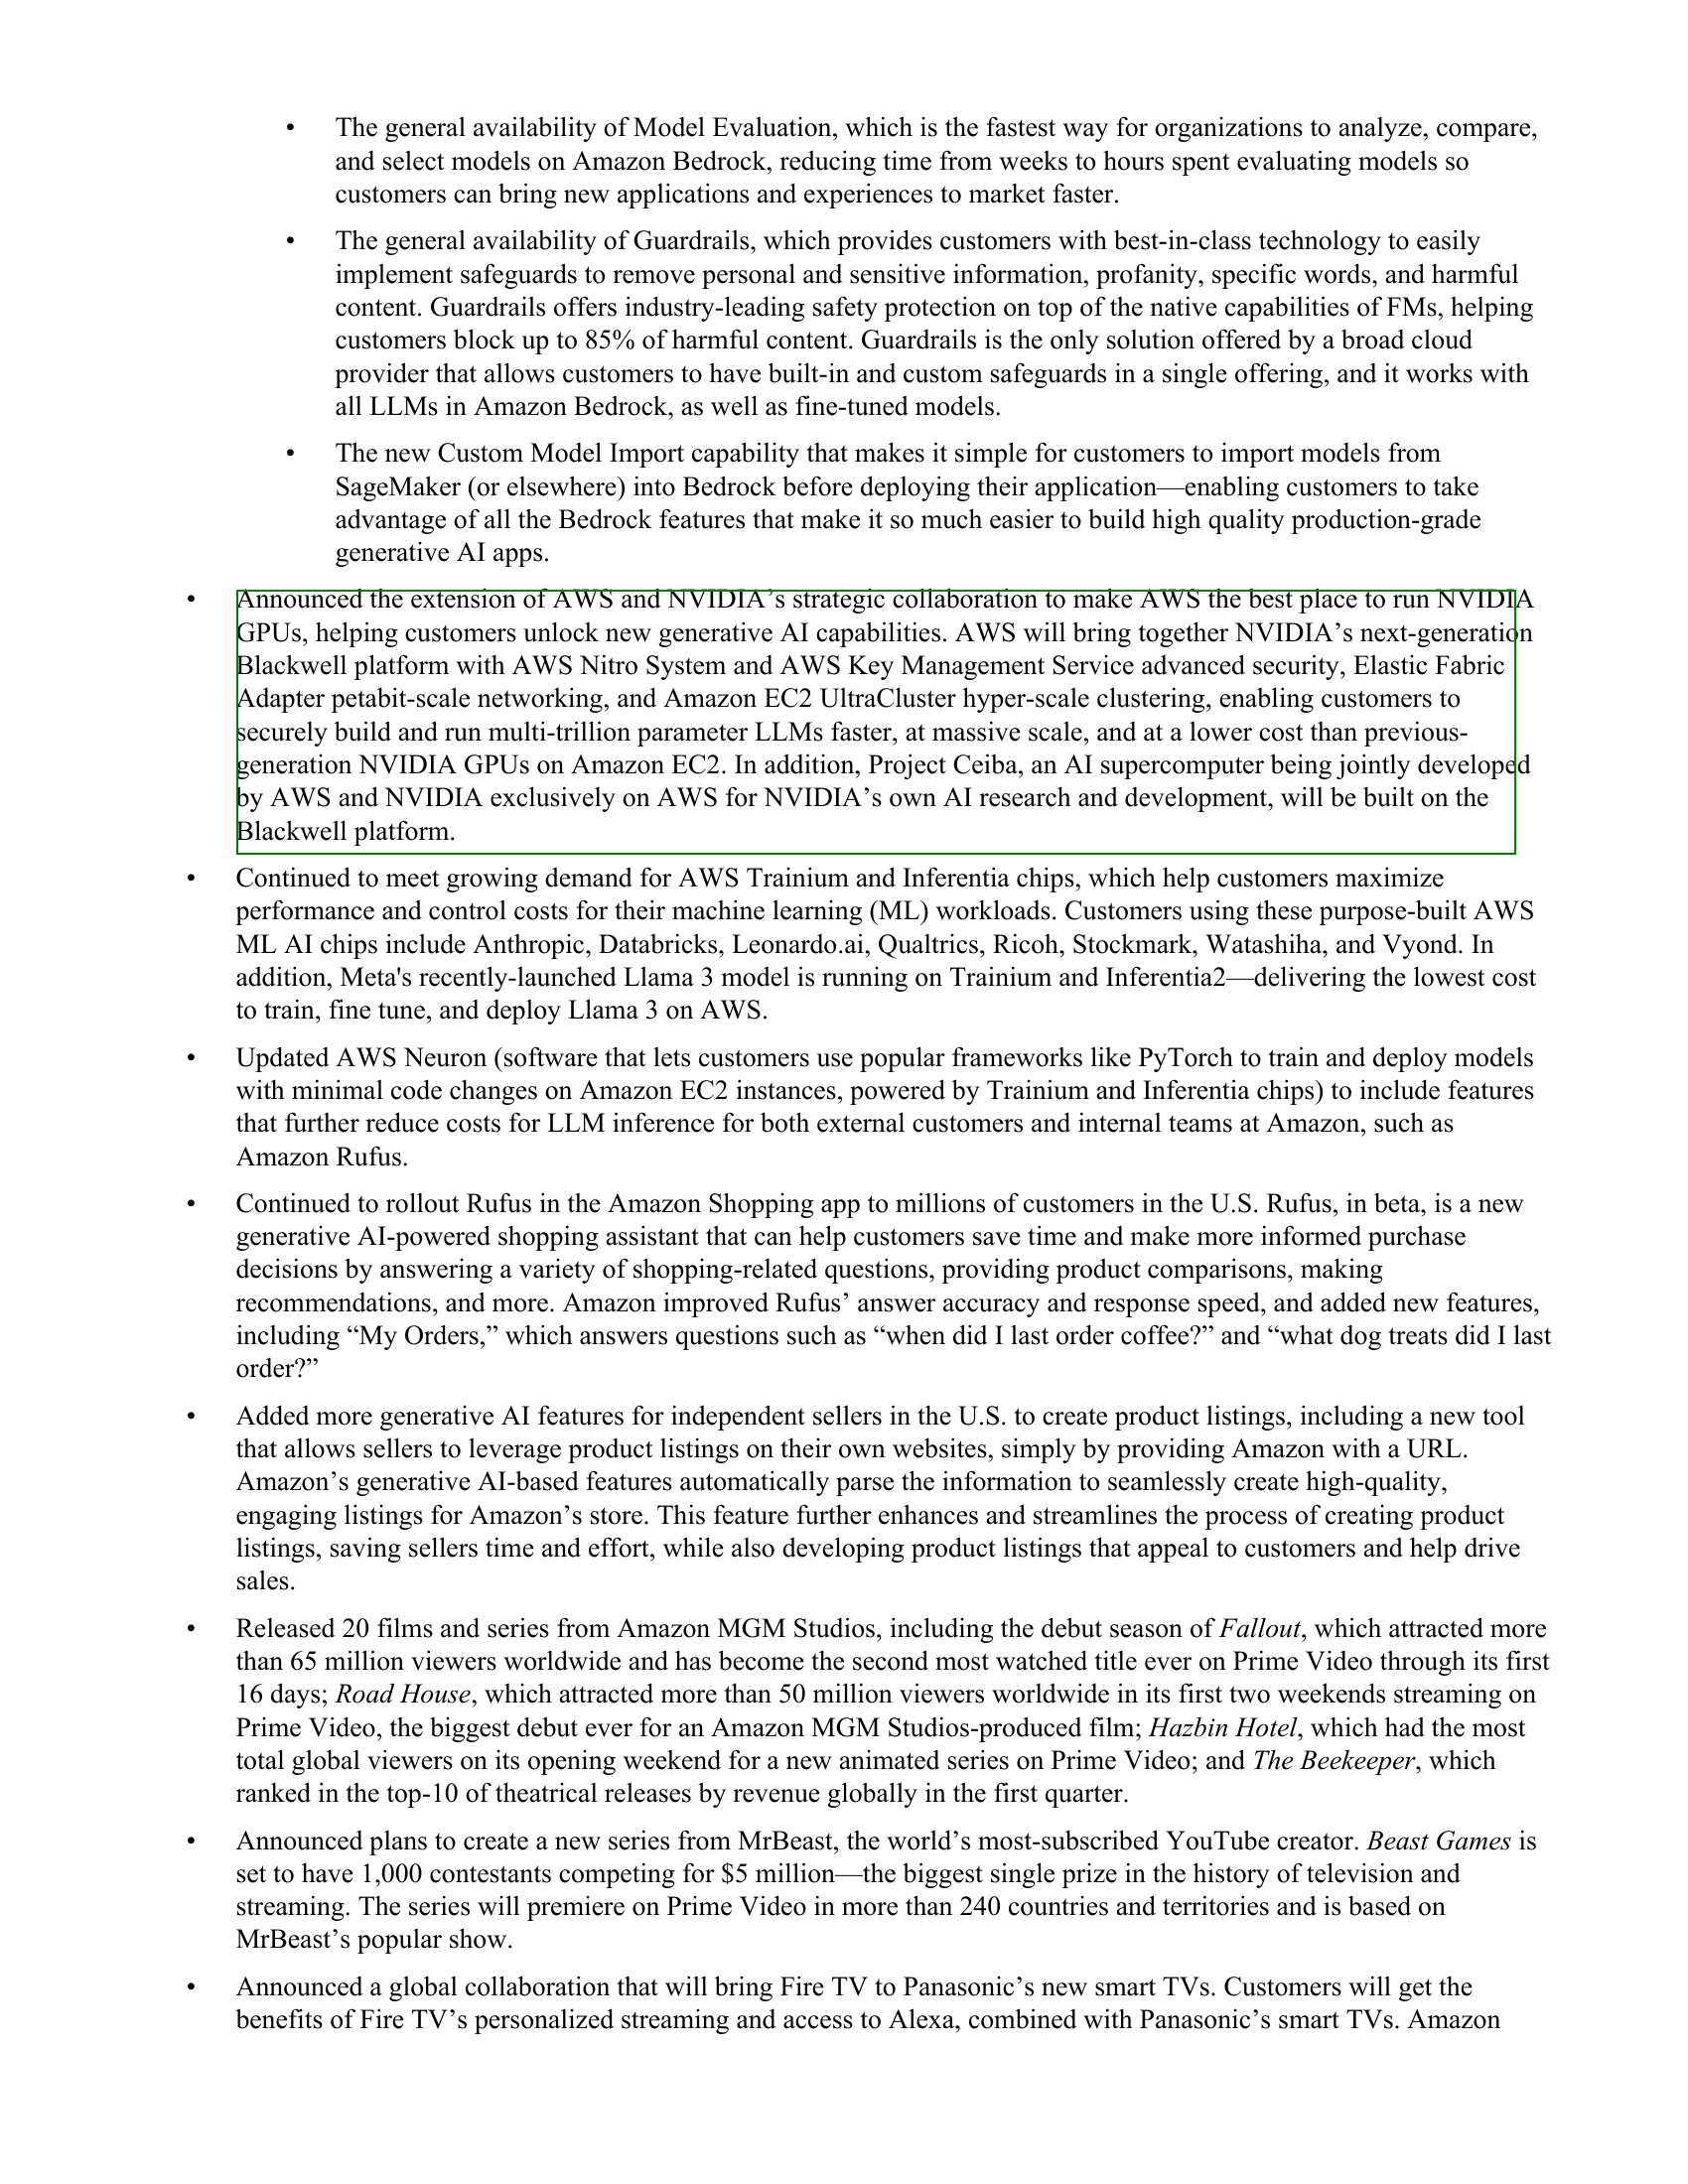 • The general availability of Model Evaluation, which is the fastest way for organizations to analyze, compare,
and select models on Amazon Bedrock, reducing time from weeks to hours spent evaluating models so
customers can bring new applications and experiences to market faster.
• The general availability of Guardrails, which provides customers with best-in-class technology to easily
implement safeguards to remove personal and sensitive information, profanity, specific words, and harmful
content. Guardrails offers industry-leading safety protection on top of the native capabilities of FMs, helping
customers block up to 85% of harmful content. Guardrails is the only solution offered by a broad cloud
provider that allows customers to have built-in and custom safeguards in a single offering, and it works with
all LLMs in Amazon Bedrock, as well as fine-tuned models.
• The new Custom Model Import capability that makes it simple for customers to import models from
SageMaker (or elsewhere) into Bedrock before deploying their application—enabling customers to take
advantage of all the Bedrock features that make it so much easier to build high quality production-grade
generative AI apps.
• Announced the extension of AWS and NVIDIA’s strategic collaboration to make AWS the best place to run NVIDIA
GPUs, helping customers unlock new generative AI capabilities. AWS will bring together NVIDIA’s next-generation
Blackwell platform with AWS Nitro System and AWS Key Management Service advanced security, Elastic Fabric
Adapter petabit-scale networking, and Amazon EC2 UltraCluster hyper-scale clustering, enabling customers to
securely build and run multi-trillion parameter LLMs faster, at massive scale, and at a lower cost than previous-
generation NVIDIA GPUs on Amazon EC2. In addition, Project Ceiba, an AI supercomputer being jointly developed
by AWS and NVIDIA exclusively on AWS for NVIDIA’s own AI research and development, will be built on the
Blackwell platform.
• Continued to meet growing demand for AWS Trainium and Inferentia chips, which help customers maximize
performance and control costs for their machine learning (ML) workloads. Customers using these purpose-built AWS
ML AI chips include Anthropic, Databricks, Leonardo.ai, Qualtrics, Ricoh, Stockmark, Watashiha, and Vyond. In
addition, Meta's recently-launched Llama 3 model is running on Trainium and Inferentia2—delivering the lowest cost
to train, fine tune, and deploy Llama 3 on AWS.
• Updated AWS Neuron (software that lets customers use popular frameworks like PyTorch to train and deploy models
with minimal code changes on Amazon EC2 instances, powered by Trainium and Inferentia chips) to include features
that further reduce costs for LLM inference for both external customers and internal teams at Amazon, such as
Amazon Rufus.
• Continued to rollout Rufus in the Amazon Shopping app to millions of customers in the U.S. Rufus, in beta, is a new
generative AI-powered shopping assistant that can help customers save time and make more informed purchase
decisions by answering a variety of shopping-related questions, providing product comparisons, making
recommendations, and more. Amazon improved Rufus’ answer accuracy and response speed, and added new features,
including “My Orders,” which answers questions such as “when did I last order coffee?” and “what dog treats did I last
order?”
• Added more generative AI features for independent sellers in the U.S. to create product listings, including a new tool
that allows sellers to leverage product listings on their own websites, simply by providing Amazon with a URL.
Amazon’s generative AI-based features automatically parse the information to seamlessly create high-quality,
engaging listings for Amazon’s store. This feature further enhances and streamlines the process of creating product
listings, saving sellers time and effort, while also developing product listings that appeal to customers and help drive
sales.
• Released 20 films and series from Amazon MGM Studios, including the debut season of Fallout, which attracted more
than 65 million viewers worldwide and has become the second most watched title ever on Prime Video through its first
16 days; Road House, which attracted more than 50 million viewers worldwide in its first two weekends streaming on
Prime Video, the biggest debut ever for an Amazon MGM Studios-produced film; Hazbin Hotel, which had the most
total global viewers on its opening weekend for a new animated series on Prime Video; and The Beekeeper, which
ranked in the top-10 of theatrical releases by revenue globally in the first quarter.
• Announced plans to create a new series from MrBeast, the world’s most-subscribed YouTube creator. Beast Games is
set to have 1,000 contestants competing for $5 million—the biggest single prize in the history of television and
streaming. The series will premiere on Prime Video in more than 240 countries and territories and is based on
MrBeast’s popular show.
• Announced a global collaboration that will bring Fire TV to Panasonic’s new smart TVs. Customers will get the
benefits of Fire TV’s personalized streaming and access to Alexa, combined with Panasonic’s smart TVs. Amazon